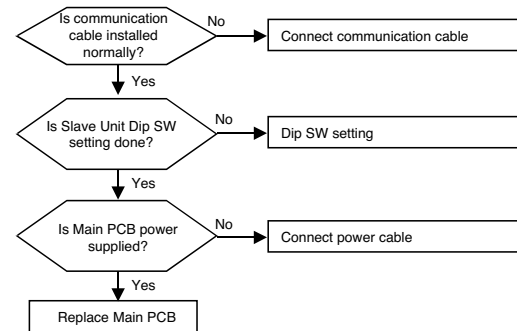 Is communication
cable installed
normally?
No
Connect communication cable
Yes
Is Slave Unit Dip SW
setting done?
No
Dip SW setting
Yes
Is Main PCB power
supplied?
No
Connect power cable
Yes
Replace Main PCB